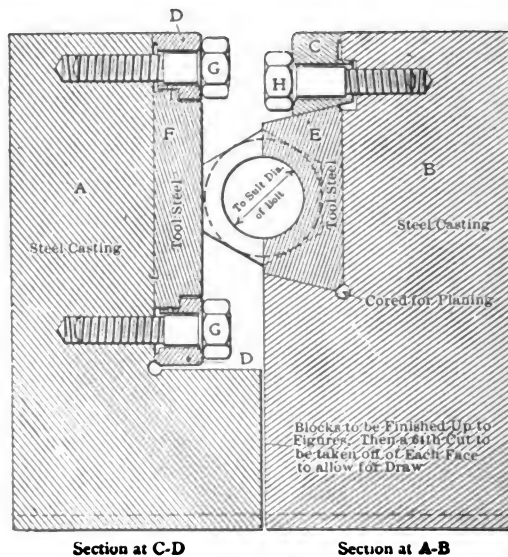 D
G
C
H
F
E
A
B
To Suit Dia.
of Bolt
Tool Steel
Tool Steel
Steel Casting
Steel Casting
Cored for Planing
G
D
Blocks to be Finished Up to
Figures. Then a 64th Cut to
be taken off of Each Face
to allow for Draw
Section at C-D
Section at A-B